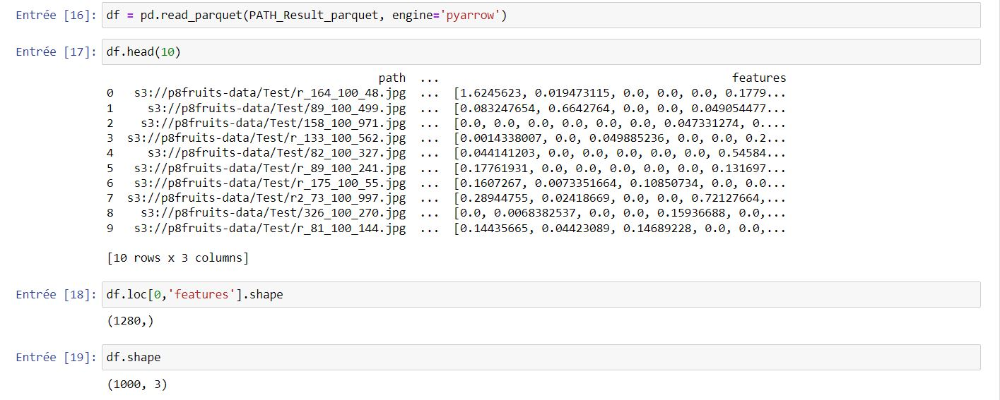 Entrée [16]: df = pd.read_parquet(PATH_Result_parquet, engine='pyarrow')
Entrée [17]: df.head(10)
path ... features
0 s3://p8fruits-data/Test/r_164_100_48.jpg ... [1.6245623, 0.019473115, 0.0, 0.0, 0.0, 0.1779...
1 s3://p8fruits-data/Test/89_100_499.jpg ... [0.083247654, 0.6642764, 0.0, 0.0, 0.049054477...
2 s3://p8fruits-data/Test/158_100_971.jpg ... [0.0, 0.0, 0.0, 0.0, 0.0, 0.0, 0.047331274, 0....
3 s3://p8fruits-data/Test/r_133_100_562.jpg ... [0.0014338007, 0.0, 0.049885236, 0.0, 0.0, 0.2...
4 s3://p8fruits-data/Test/82_100_327.jpg ... [0.044141203, 0.0, 0.0, 0.0, 0.0, 0.0, 0.54584...
5 s3://p8fruits-data/Test/r_89_100_241.jpg ... [0.17761931, 0.0, 0.0, 0.0, 0.0, 0.0, 0.131697...
6 s3://p8fruits-data/Test/r_175_100_55.jpg ... [0.1607267, 0.0073351664, 0.10850734, 0.0, 0.0...
7 s3://p8fruits-data/Test/r2_73_100_997.jpg ... [0.28944755, 0.02418669, 0.0, 0.0, 0.72127664,...
8 s3://p8fruits-data/Test/326_100_270.jpg ... [0.0, 0.0068382537, 0.0, 0.0, 0.15936688, 0.0,...
9 s3://p8fruits-data/Test/r_81_100_144.jpg ... [0.14435665, 0.04423089, 0.14689228, 0.0, 0.0,...
[10 rows x 3 columns]
Entrée [18]: df.loc[0,'features'].shape
(1280,)
Entrée [19]: df.shape
(1000, 3)